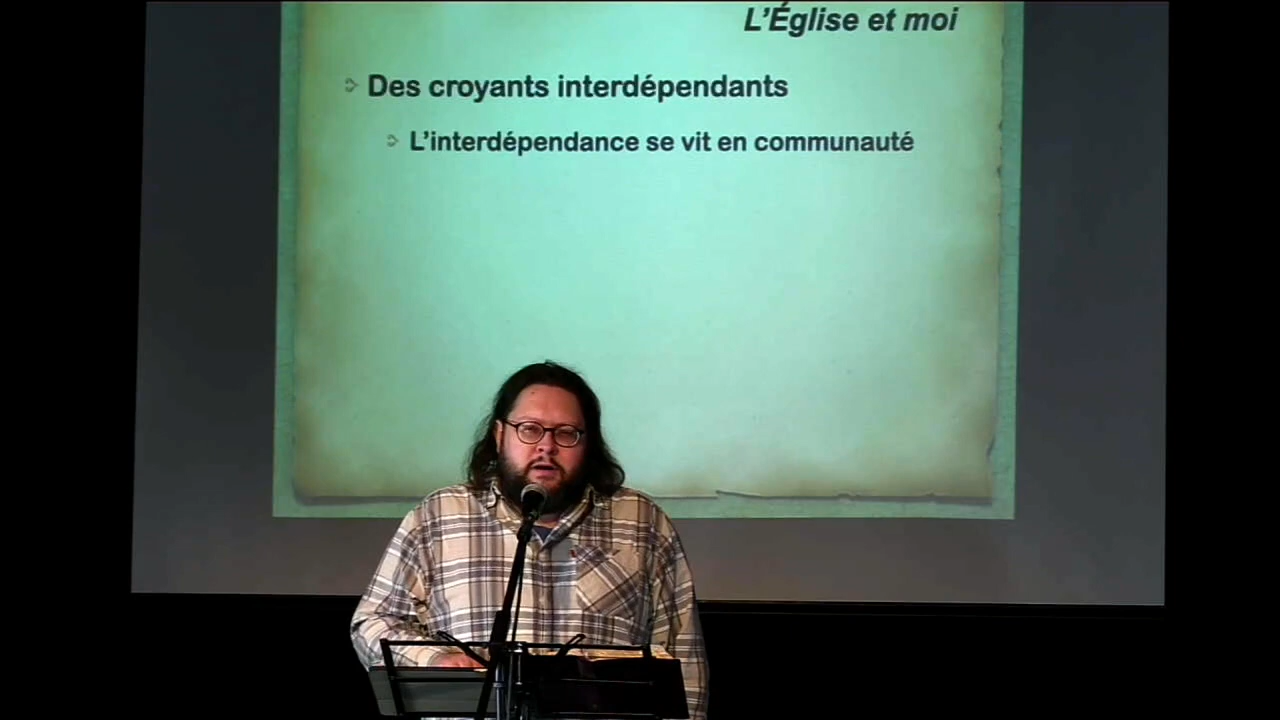 L’Église et moi
Des croyants interdépendants
L’interdépendance se vit en communauté